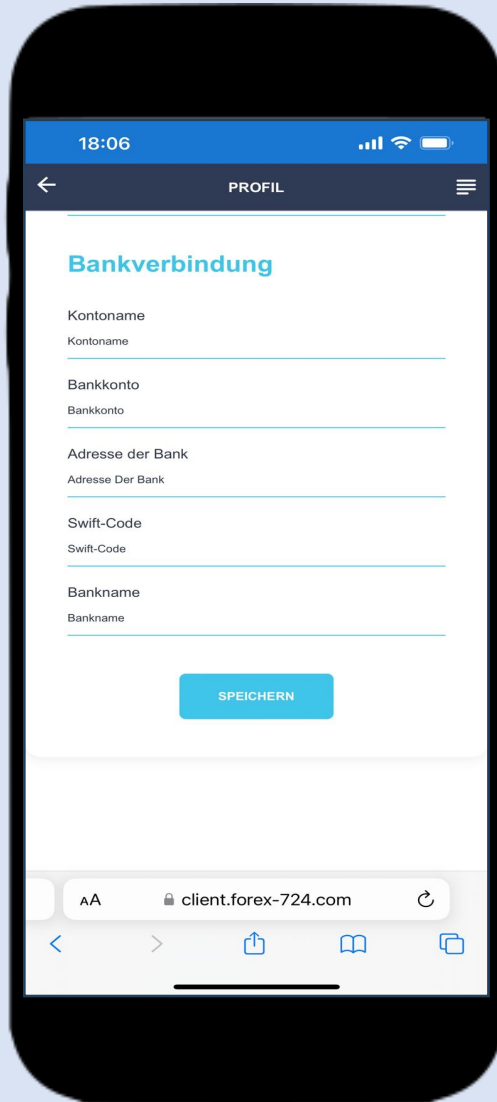 18:06
PROFIL
Bankverbindung
Kontoname
Kontoname
Bankkonto
Bankkonto
Adresse der Bank
Adresse Der Bank
Swift-Code
Swift-Code
Bankname
Bankname
SPEICHERN
AA client.forex-724.com